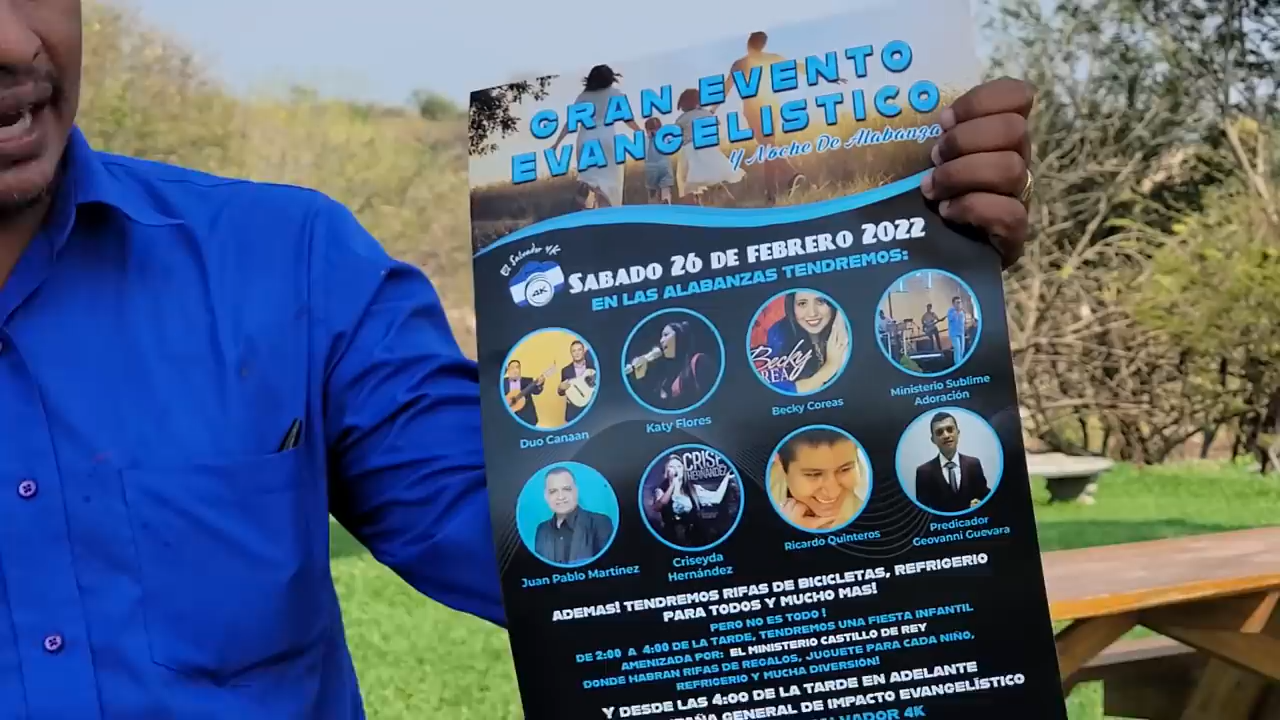 GRAN EVENTO
EVANGELISTICO
Y Noche De Alabanza
El Salvador 4K
4K
SABADO 26 DE FEBRERO 2022
EN LAS ALABANZAS TENDREMOS:
Becky
REA
Duo Canaan
Katy Flores
Becky Coreas
Ministerio Sublime
Adoración
CRISE
HERNÁNDEZ
Juan Pablo Martínez
Criseyda
Hernández
Ricardo Quinteros
Predicador
Geovanni Guevara
ADEMAS! TENDREMOS RIFAS DE BICICLETAS, REFRIGERIO
PARA TODOS Y MUCHO MAS!
PERO NO ES TODO !
DE 2:00 A 4:00 DE LA TARDE, TENDREMOS UNA FIESTA INFANTIL
AMENIZADA POR: EL MINISTERIO CASTILLO DE REY
DONDE HABRAN RIFAS DE REGALOS, JUGUETE PARA CADA NIÑO,
REFRIGERIO Y MUCHA DIVERSIÓN!
Y DESDE LAS 4:00 DE LA TARDE EN ADELANTE
GENERAL DE IMPACTO EVANGELÍSTICO
4K